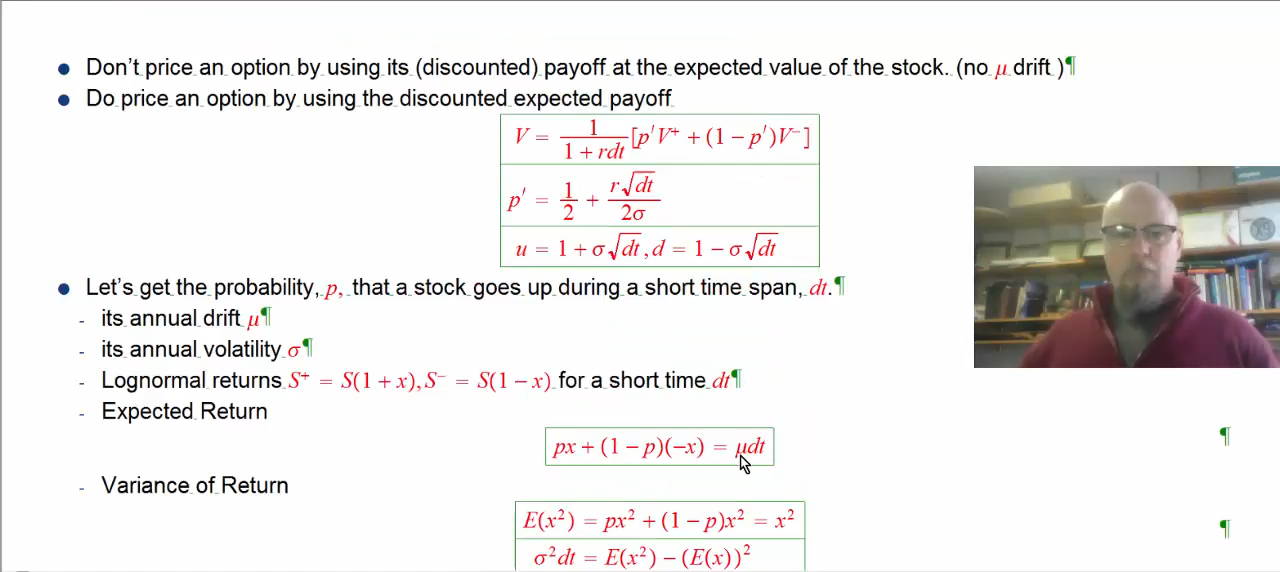 Don't price an option by using its (discounted) payoff at the expected value of the stock. (no μ drift )¶
Do price an option by using the discounted expected payoff
V = 1/(1 + rdt) [p′V⁺ + (1 − p′)V⁻]
p′ = 1/2 + r√dt/2σ
u = 1 + σ√dt, d = 1 − σ√dt
Let's get the probability, p, that a stock goes up during a short time span, dt.¶
- its annual drift μ¶
- its annual volatility σ¶
- Lognormal returns S⁺ = S(1 + x), S⁻ = S(1 − x) for a short time dt¶
- Expected Return
px + (1 − p)(−x) = μdt ¶
- Variance of Return
E(x²) = px² + (1 − p)x² = x² ¶
σ²dt = E(x²) − (E(x))²